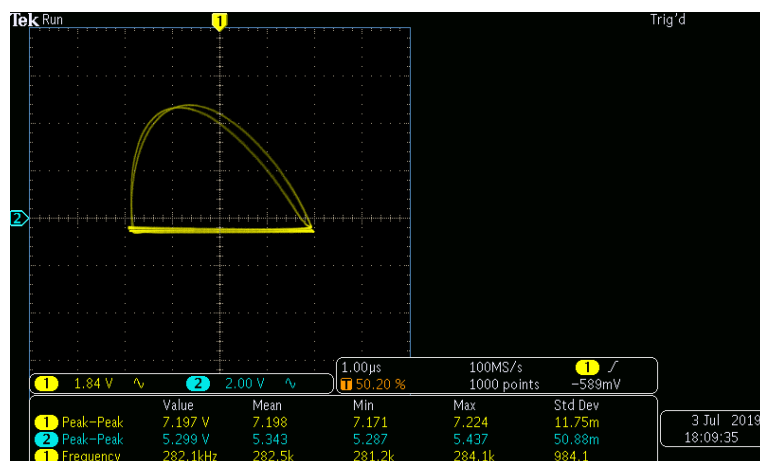 Tek Run 1 Trig'd
2
1.00µs 100MS/s 1
1 1.84 V 2 2.00 V T 50.20 % 1000 points −589mV
Value Mean Min Max Std Dev
1 Peak−Peak 7.197 V 7.198 7.171 7.224 11.75m
2 Peak−Peak 5.299 V 5.343 5.287 5.437 50.88m
1 Frequency 282.1kHz 282.5k 281.2k 284.1k 984.1
3 Jul 2019
18:09:35